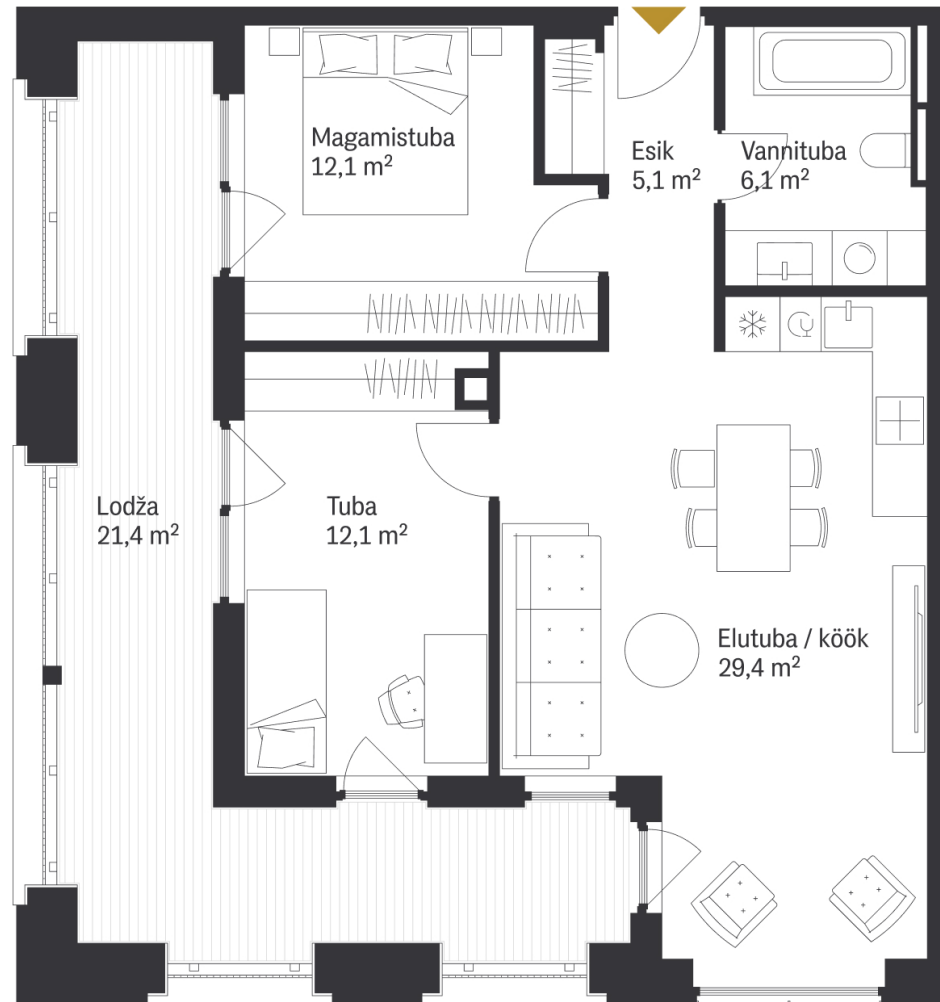 Magamistuba
12,1 m²
Esik
5,1 m²
Vannituba
6,1 m²
Lodža
21,4 m²
Tuba
12,1 m²
Elutuba / köök
29,4 m²